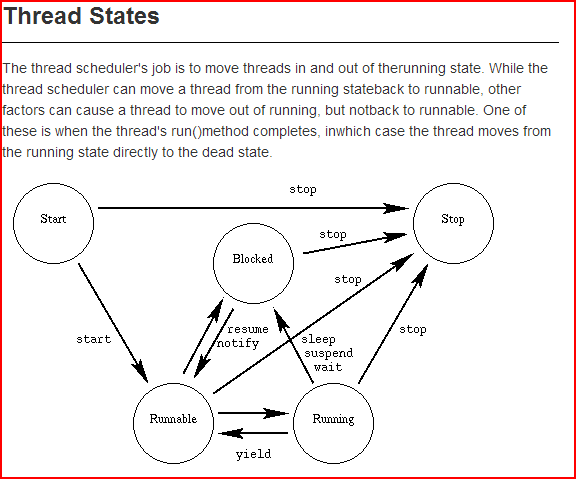 Thread States
The thread scheduler's job is to move threads in and out of therunning state. While the
thread scheduler can move a thread from the running stateback to runnable, other
factors can cause a thread to move out of running, but notback to runnable. One of
these is when the thread's run()method completes, inwhich case the thread moves from
the running state directly to the dead state.
stop
Start
Stop
stop
Blocked
stop
start
resume
notify
sleep
suspend
wait
stop
Runnable
Running
yield